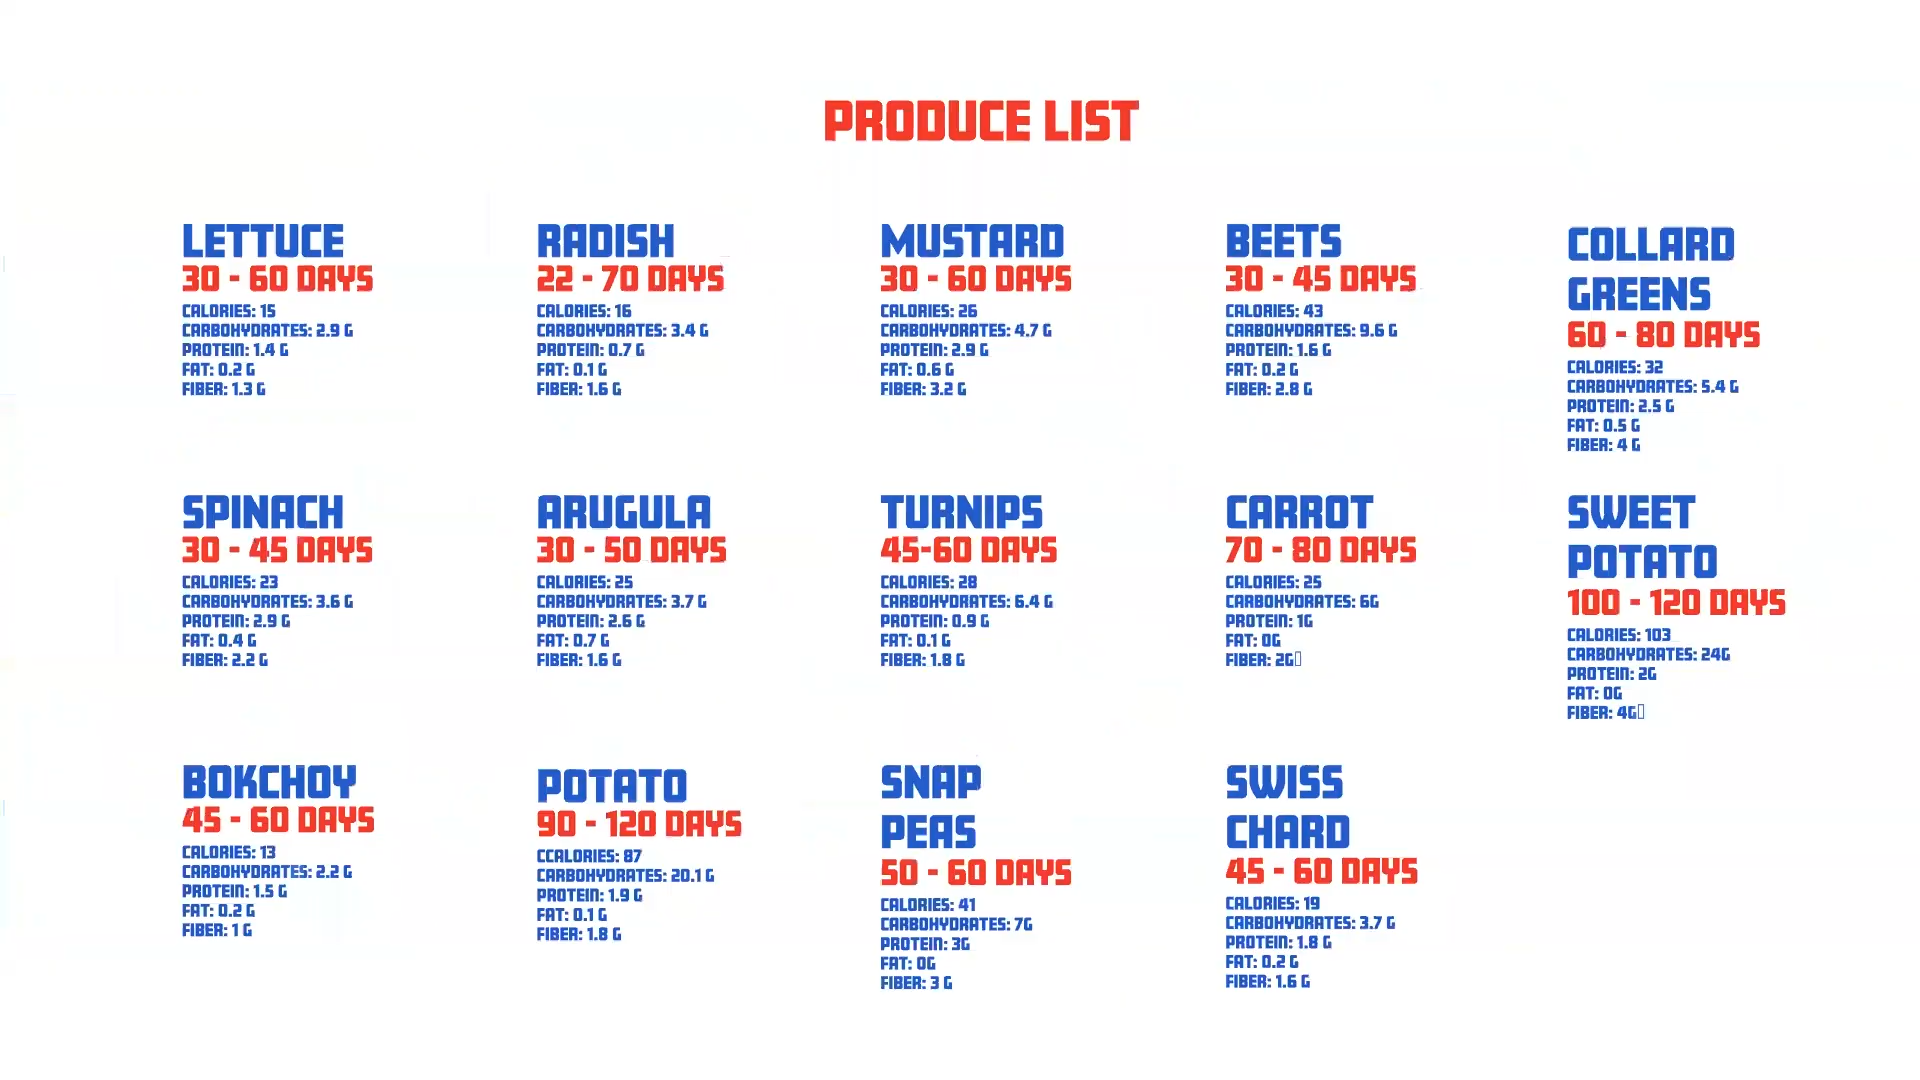 PRODUCE LIST
LETTUCE
30 - 60 DAYS
CALORIES: 15
CARBOHYDRATES: 2.9 G
PROTEIN: 1.4 G
FAT: 0.2 G
FIBER: 1.3 G
RADISH
22 - 70 DAYS
CALORIES: 16
CARBOHYDRATES: 3.4 G
PROTEIN: 0.7 G
FAT: 0.1 G
FIBER: 1.6 G
MUSTARD
30 - 60 DAYS
CALORIES: 26
CARBOHYDRATES: 4.7 G
PROTEIN: 2.9 G
FAT: 0.6 G
FIBER: 3.2 G
BEETS
30 - 45 DAYS
CALORIES: 43
CARBOHYDRATES: 9.6 G
PROTEIN: 1.6 G
FAT: 0.2 G
FIBER: 2.8 G
COLLARD
GREENS
60 - 80 DAYS
CALORIES: 32
CARBOHYDRATES: 5.4 G
PROTEIN: 2.5 G
FAT: 0.5 G
FIBER: 4 G
SPINACH
30 - 45 DAYS
CALORIES: 23
CARBOHYDRATES: 3.6 G
PROTEIN: 2.9 G
FAT: 0.4 G
FIBER: 2.2 G
ARUGULA
30 - 50 DAYS
CALORIES: 25
CARBOHYDRATES: 3.7 G
PROTEIN: 2.6 G
FAT: 0.7 G
FIBER: 1.6 G
TURNIPS
45-60 DAYS
CALORIES: 28
CARBOHYDRATES: 6.4 G
PROTEIN: 0.9 G
FAT: 0.1 G
FIBER: 1.8 G
CARROT
70 - 80 DAYS
CALORIES: 25
CARBOHYDRATES: 6G
PROTEIN: 1G
FAT: 0G
FIBER: 2G
SWEET
POTATO
100 - 120 DAYS
CALORIES: 103
CARBOHYDRATES: 24G
PROTEIN: 2G
FAT: 0G
FIBER: 4G
BOKCHOY
45 - 60 DAYS
CALORIES: 13
CARBOHYDRATES: 2.2 G
PROTEIN: 1.5 G
FAT: 0.2 G
FIBER: 1 G
POTATO
90 - 120 DAYS
CCALORIES: 87
CARBOHYDRATES: 20.1 G
PROTEIN: 1.9 G
FAT: 0.1 G
FIBER: 1.8 G
SNAP
PEAS
50 - 60 DAYS
CALORIES: 41
CARBOHYDRATES: 7G
PROTEIN: 3G
FAT: 0G
FIBER: 3 G
SWISS
CHARD
45 - 60 DAYS
CALORIES: 19
CARBOHYDRATES: 3.7 G
PROTEIN: 1.8 G
FAT: 0.2 G
FIBER: 1.6 G